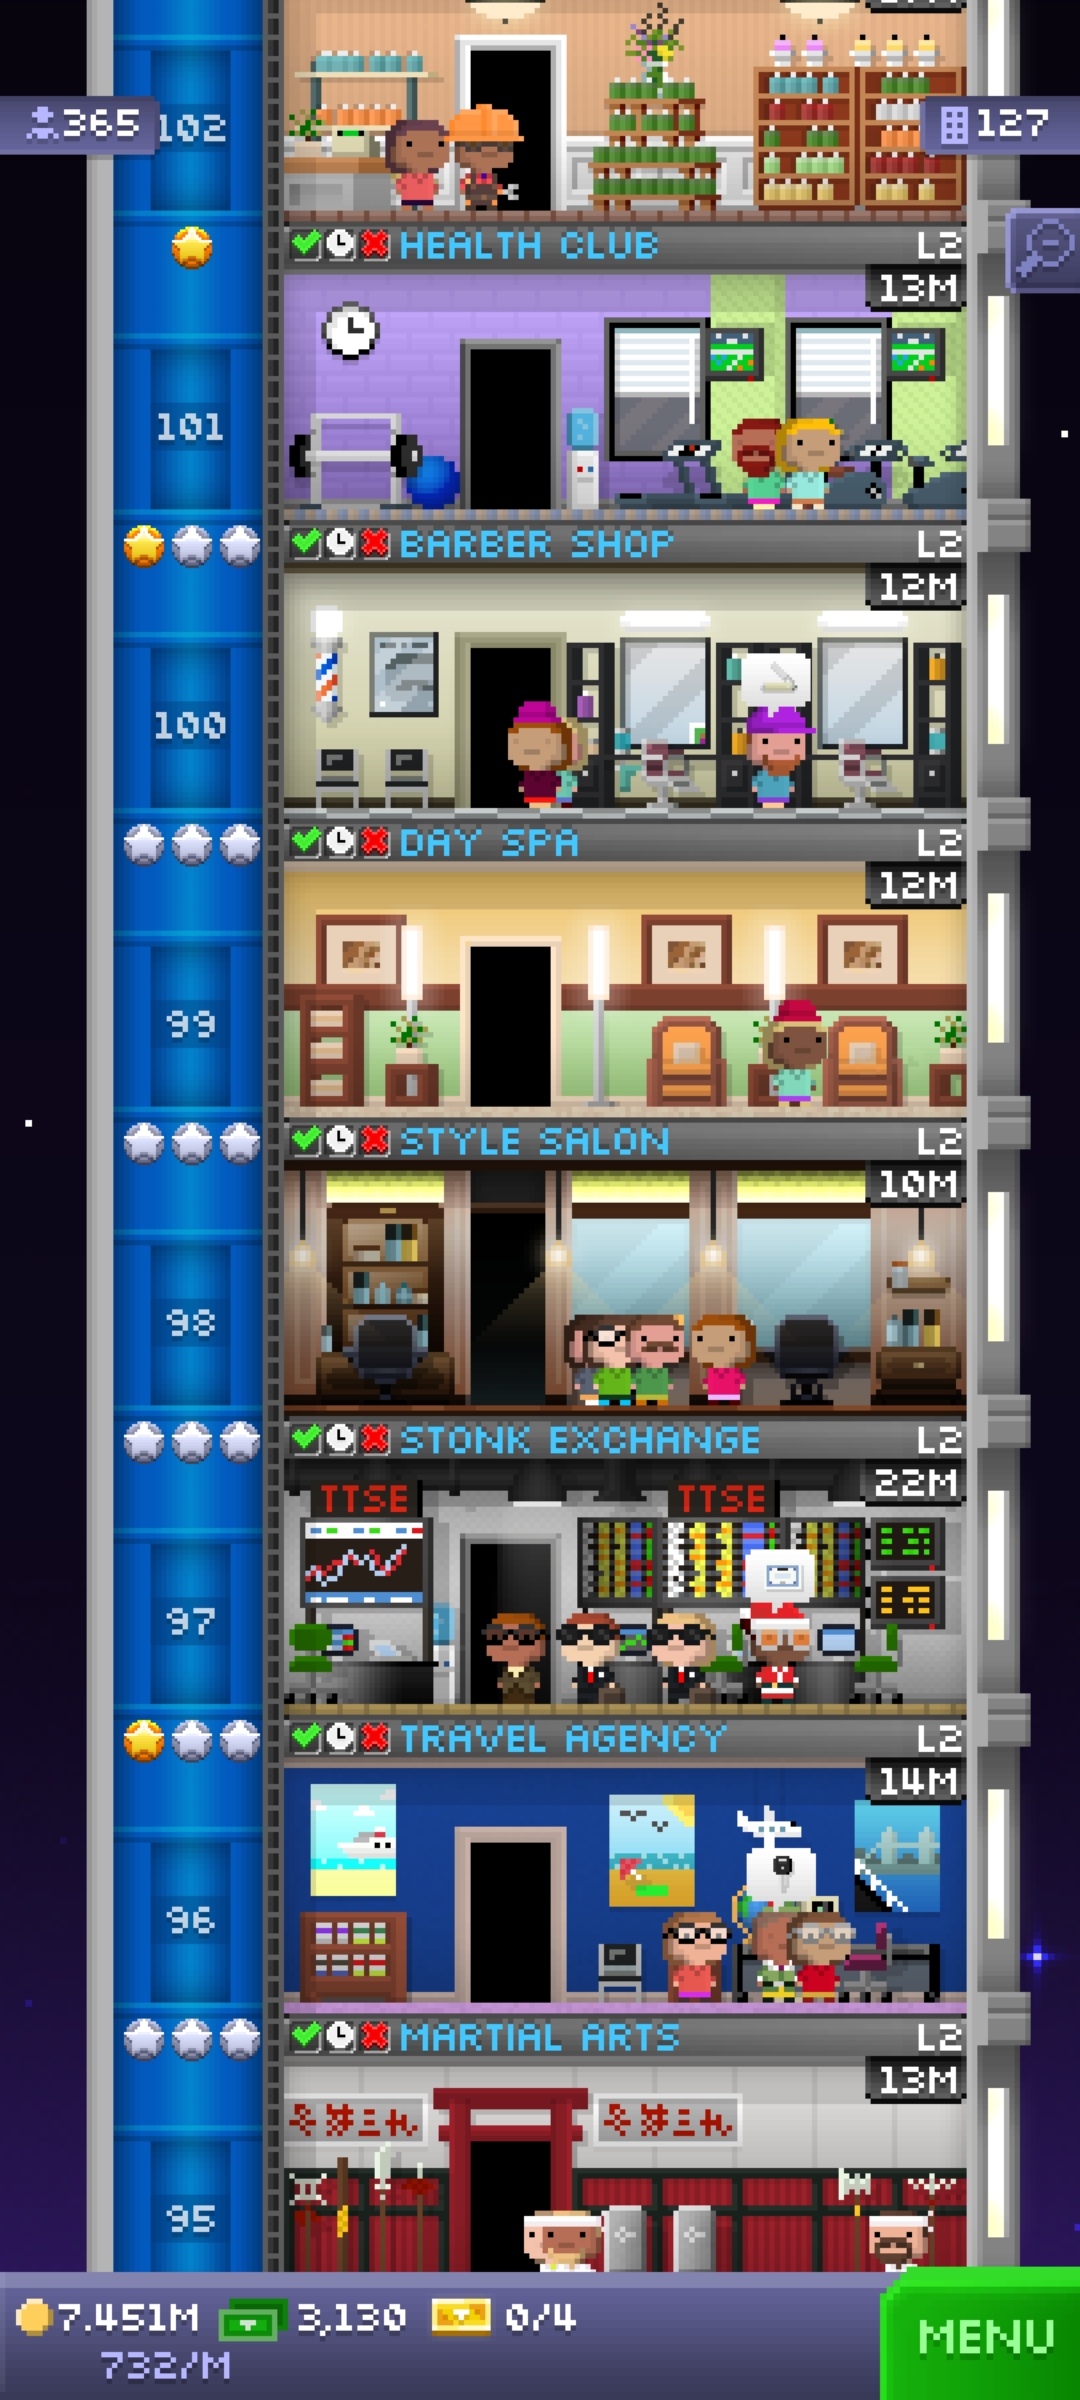 365
102
127
HEALTH CLUB L2
13M
101
BARBER SHOP L2
12M
100
DAY SPA L2
12M
99
STYLE SALON L2
10M
98
STONK EXCHANGE L2
22M
TTSE TTSE
97
TRAVEL AGENCY L2
14M
96
MARTIAL ARTS L2
13M
95
7.451M 3,130 0/4
732/M
MENU